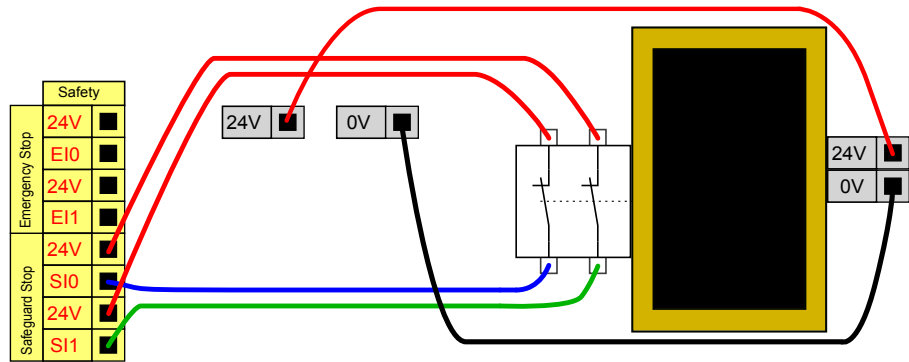 Safety
Emergency Stop
24V
EI0
24V
EI1
Safeguard Stop
24V
SI0
24V
SI1
24V
0V
24V
0V